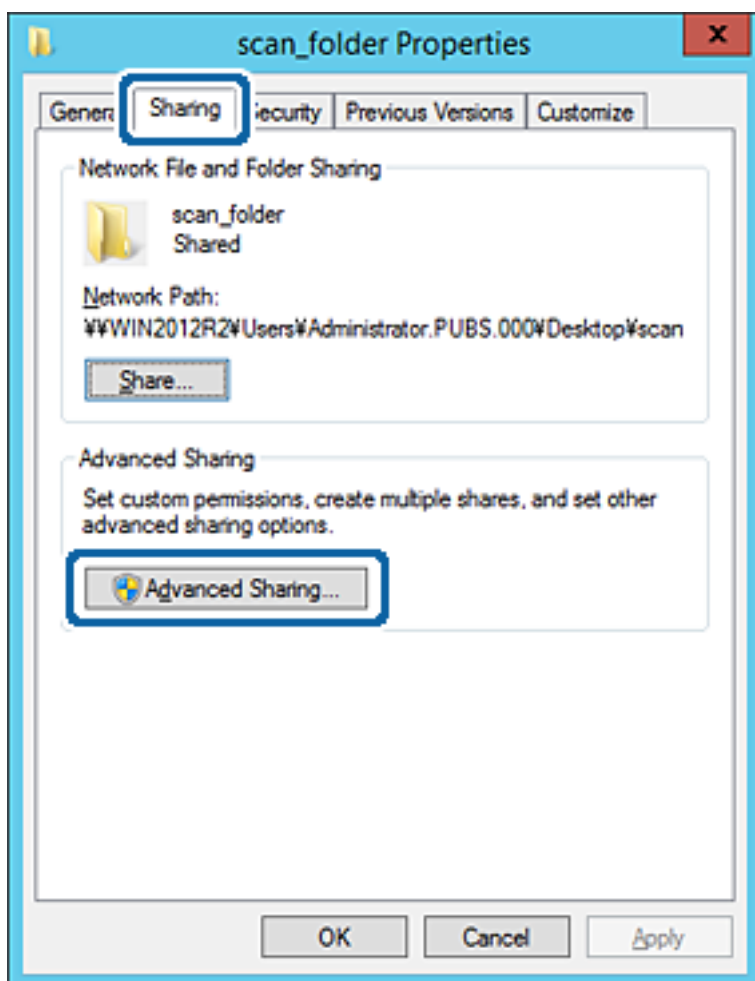 scan_folder Properties
x
General Sharing Security Previous Versions Customize
Network File and Folder Sharing
scan_folder
Shared
Network Path:
¥¥WIN2012R2¥Users¥Administrator.PUBS.000¥Desktop¥scan
Share...
Advanced Sharing
Set custom permissions, create multiple shares, and set other
advanced sharing options.
Advanced Sharing...
OK Cancel Apply